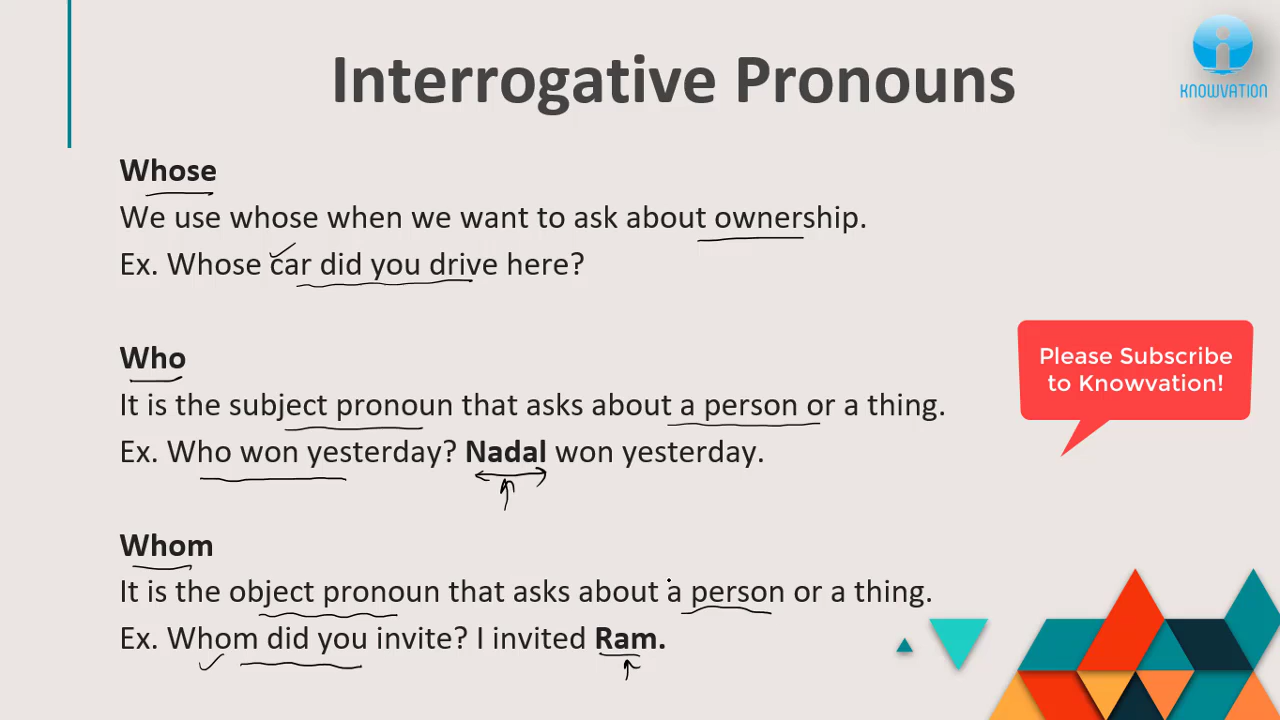 Interrogative Pronouns
KNOWVATION
Whose
We use whose when we want to ask about ownership.
Ex. Whose car did you drive here?
Who
It is the subject pronoun that asks about a person or a thing.
Ex. Who won yesterday? Nadal won yesterday.
Please Subscribe
to Knowvation!
Whom
It is the object pronoun that asks about a person or a thing.
Ex. Whom did you invite? I invited Ram.